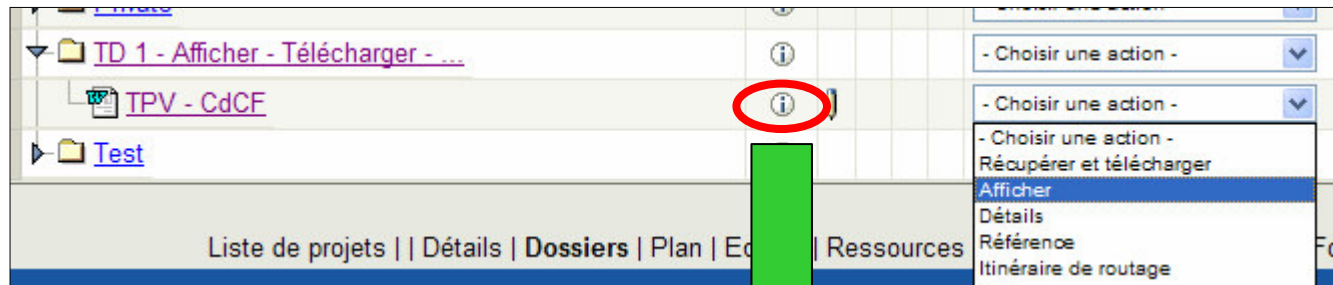 Private
TD 1 - Afficher - Télécharger - ...
- Choisir une action -
TPV - CdCF
- Choisir une action -
- Choisir une action -
Récupérer et télécharger
Test
Afficher
Détails
Référence
Itinéraire de routage
Liste de projets | | Détails | Dossiers | Plan | | Ressources